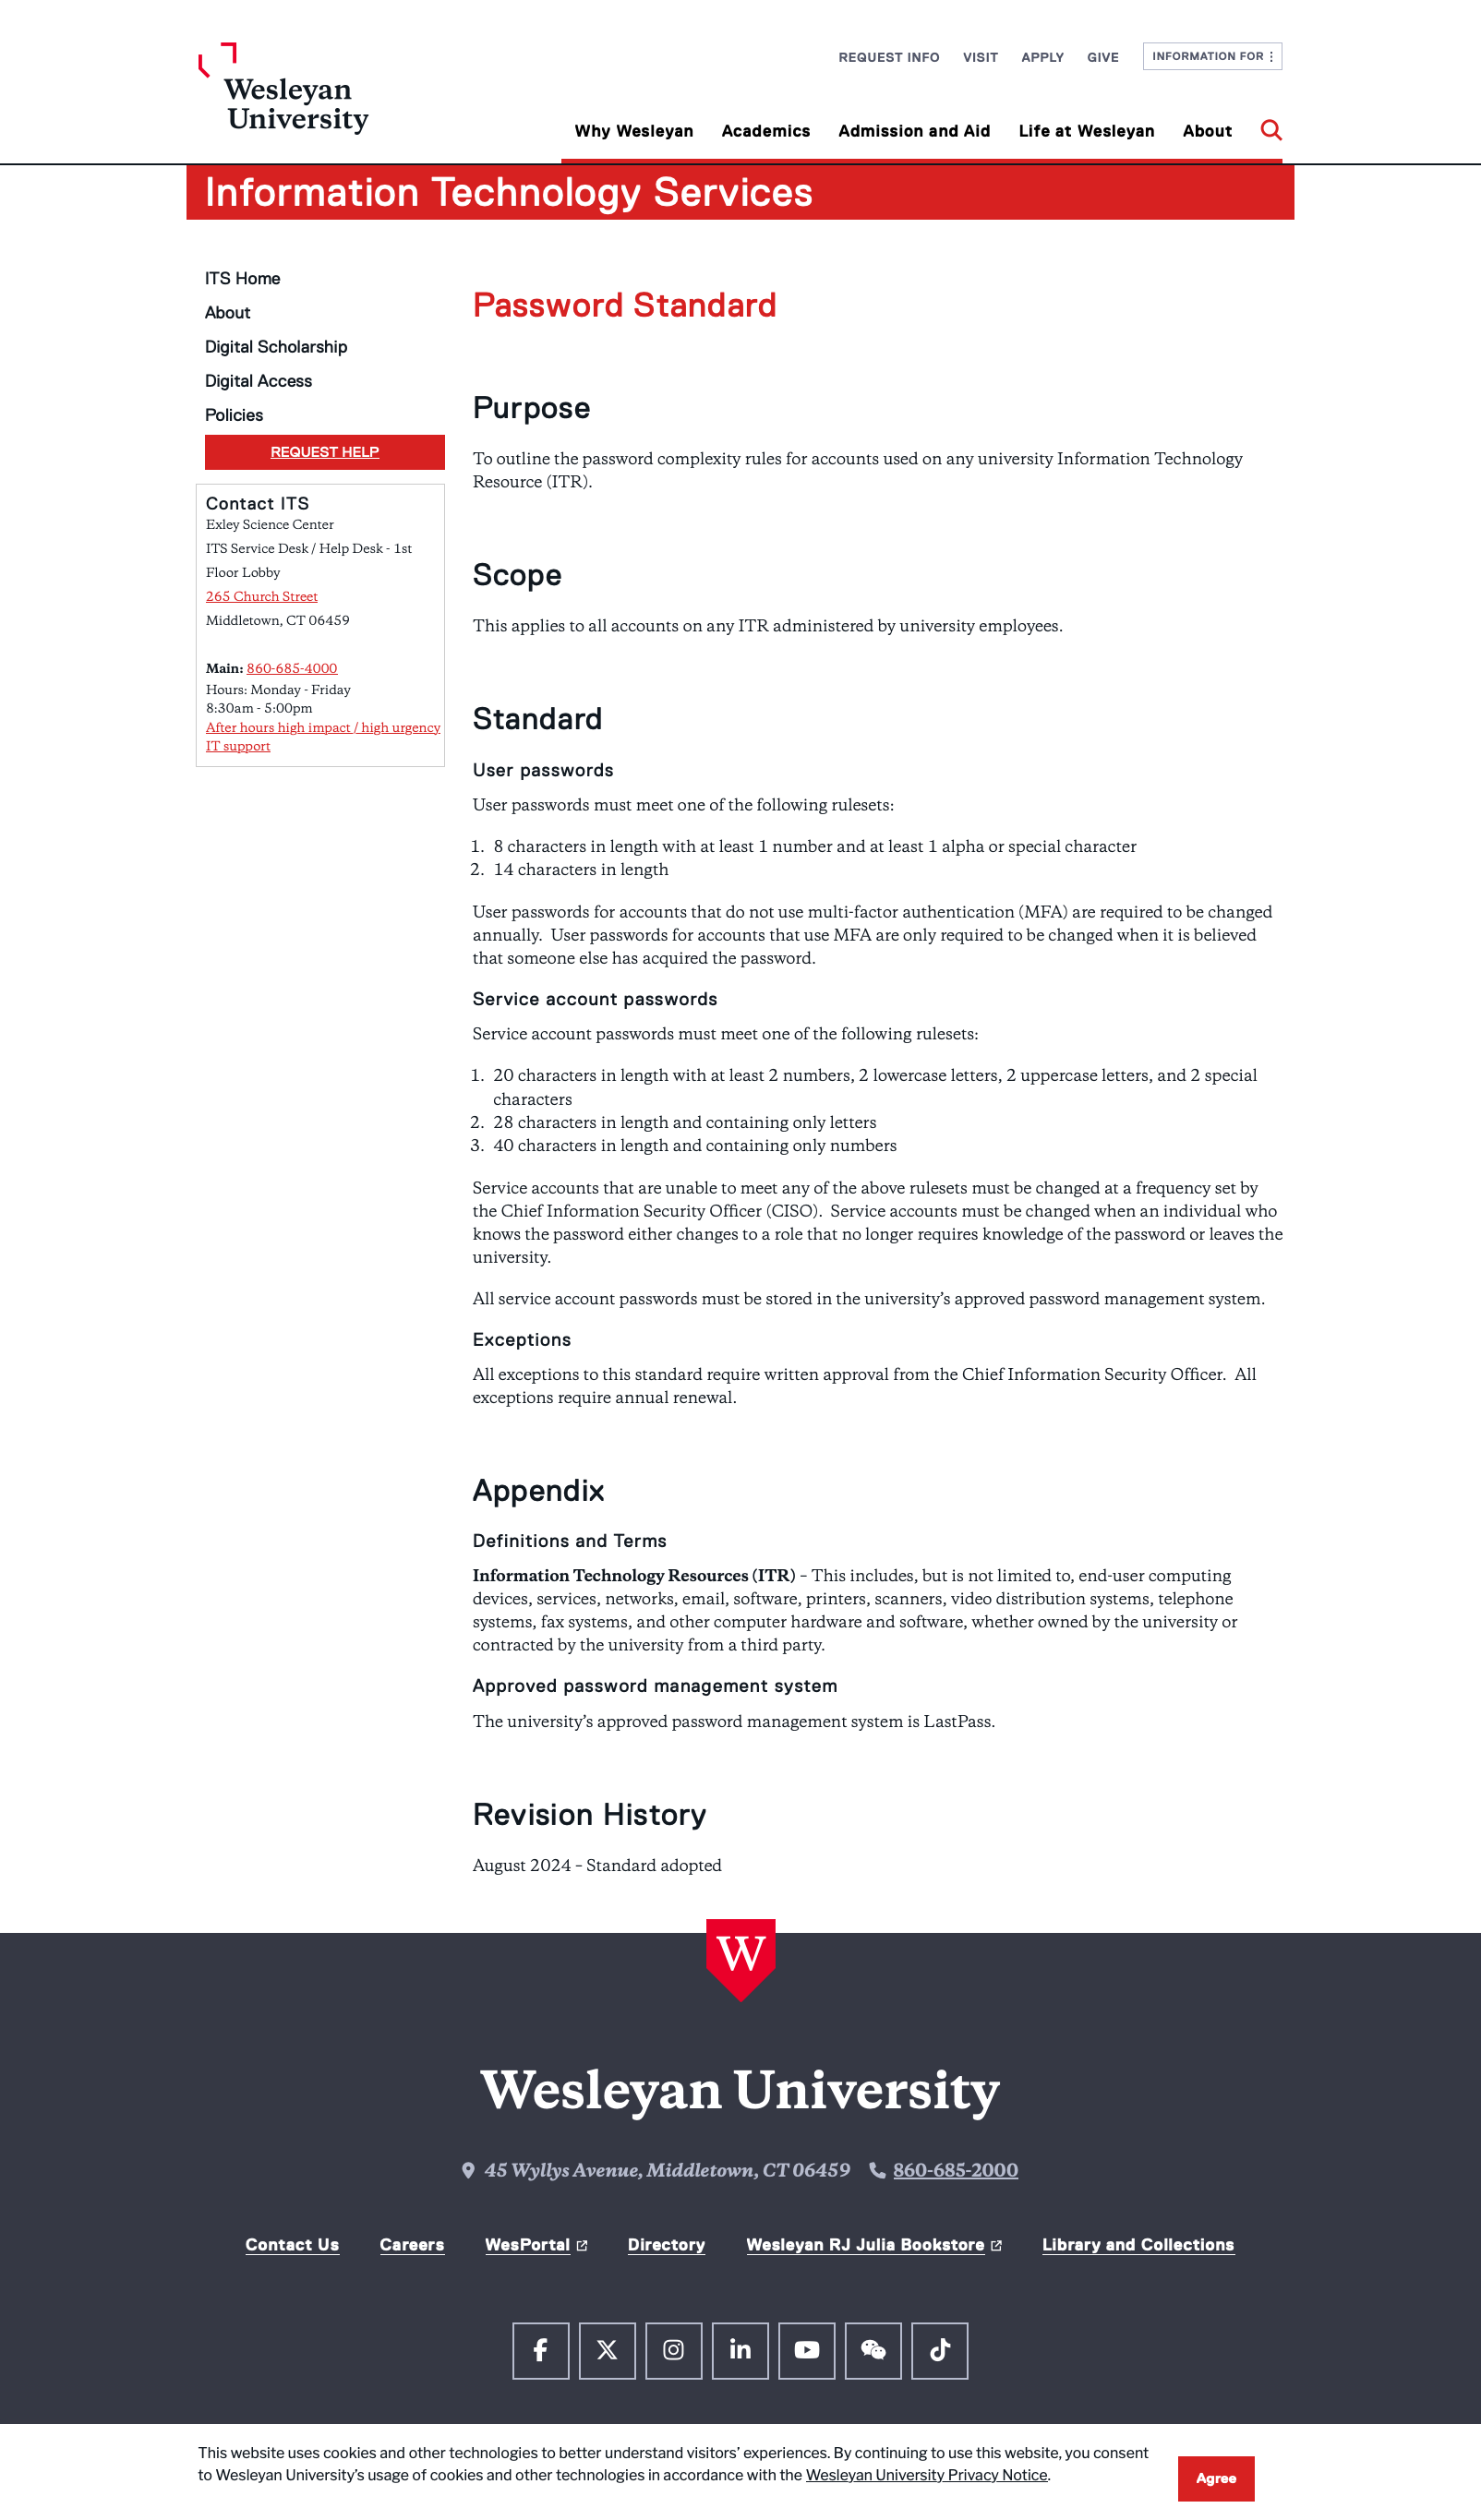 Wesleyan
University
REQUEST INFO VISIT APPLY GIVE INFORMATION FOR
Why Wesleyan Academics Admission and Aid Life at Wesleyan About
Information Technology Services
ITS Home
About
Digital Scholarship
Digital Access
Policies
REQUEST HELP
Contact ITS
Exley Science Center
ITS Service Desk / Help Desk - 1st
Floor Lobby
265 Church Street
Middletown, CT 06459
Main: 860-685-4000
Hours: Monday - Friday
8:30am - 5:00pm
After hours high impact / high urgency
IT support
Password Standard
Purpose
To outline the password complexity rules for accounts used on any university Information Technology
Resource (ITR).
Scope
This applies to all accounts on any ITR administered by university employees.
Standard
User passwords
User passwords must meet one of the following rulesets:
1. 8 characters in length with at least 1 number and at least 1 alpha or special character
2. 14 characters in length
User passwords for accounts that do not use multi-factor authentication (MFA) are required to be changed
annually.  User passwords for accounts that use MFA are only required to be changed when it is believed
that someone else has acquired the password.
Service account passwords
Service account passwords must meet one of the following rulesets:
1. 20 characters in length with at least 2 numbers, 2 lowercase letters, 2 uppercase letters, and 2 special
characters
2. 28 characters in length and containing only letters
3. 40 characters in length and containing only numbers
Service accounts that are unable to meet any of the above rulesets must be changed at a frequency set by
the Chief Information Security Officer (CISO).  Service accounts must be changed when an individual who
knows the password either changes to a role that no longer requires knowledge of the password or leaves the
university.
All service account passwords must be stored in the university’s approved password management system.
Exceptions
All exceptions to this standard require written approval from the Chief Information Security Officer.  All
exceptions require annual renewal.
Appendix
Definitions and Terms
Information Technology Resources (ITR) – This includes, but is not limited to, end-user computing
devices, services, networks, email, software, printers, scanners, video distribution systems, telephone
systems, fax systems, and other computer hardware and software, whether owned by the university or
contracted by the university from a third party.
Approved password management system
The university’s approved password management system is LastPass.
Revision History
August 2024 – Standard adopted
W
Wesleyan University
45 Wyllys Avenue, Middletown, CT 06459 860-685-2000
Contact Us Careers WesPortal Directory Wesleyan RJ Julia Bookstore Library and Collections
This website uses cookies and other technologies to better understand visitors’ experiences. By continuing to use this website, you consent
to Wesleyan University’s usage of cookies and other technologies in accordance with the Wesleyan University Privacy Notice.
Agree